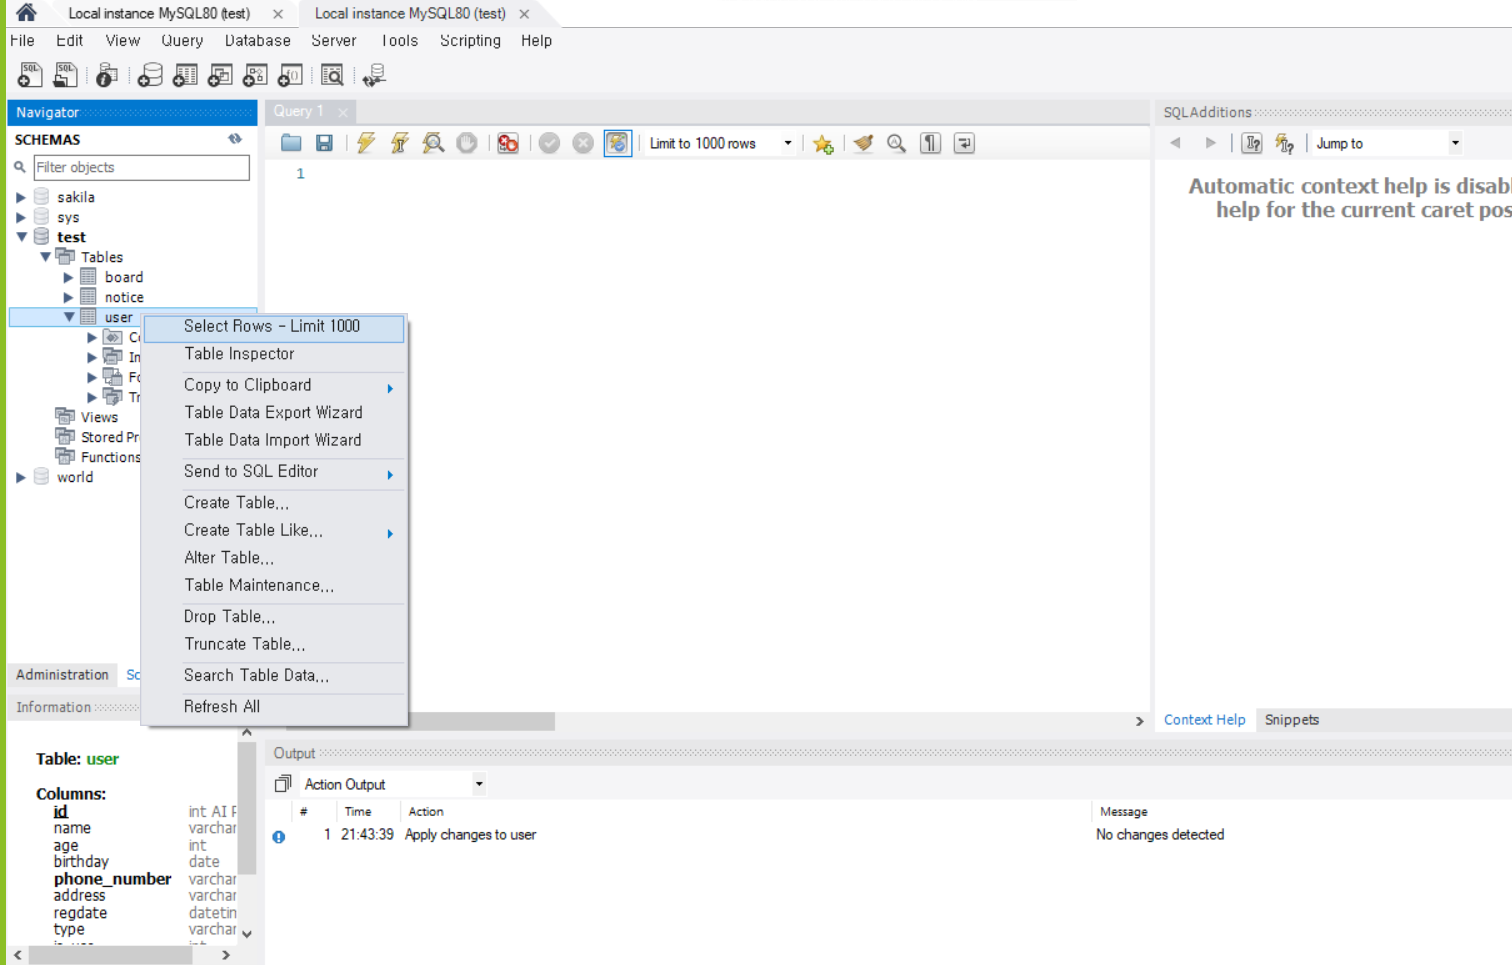 Local instance MySQL80 (test) × Local instance MySQL80 (test) ×
File Edit View Query Database Server Tools Scripting Help
Navigator
SCHEMAS
Filter objects
sakila
sys
test
Tables
board
notice
user
Views
Stored Pr
Functions
world
Select Rows - Limit 1000
Table Inspector
Copy to Clipboard
Table Data Export Wizard
Table Data Import Wizard
Send to SQL Editor
Create Table...
Create Table Like...
Alter Table...
Table Maintenance...
Drop Table...
Truncate Table...
Search Table Data...
Refresh All
Administration Sc
Information
Table: user
Columns:
id int AI P
name varchar
age int
birthday date
phone_number varchar
address varchar
regdate datetin
type varchar
Query 1 ×
Limit to 1000 rows
1
SQLAdditions
Jump to
Automatic context help is disabl
help for the current caret pos
Context Help Snippets
Output
Action Output
# Time Action Message
1 21:43:39 Apply changes to user No changes detected